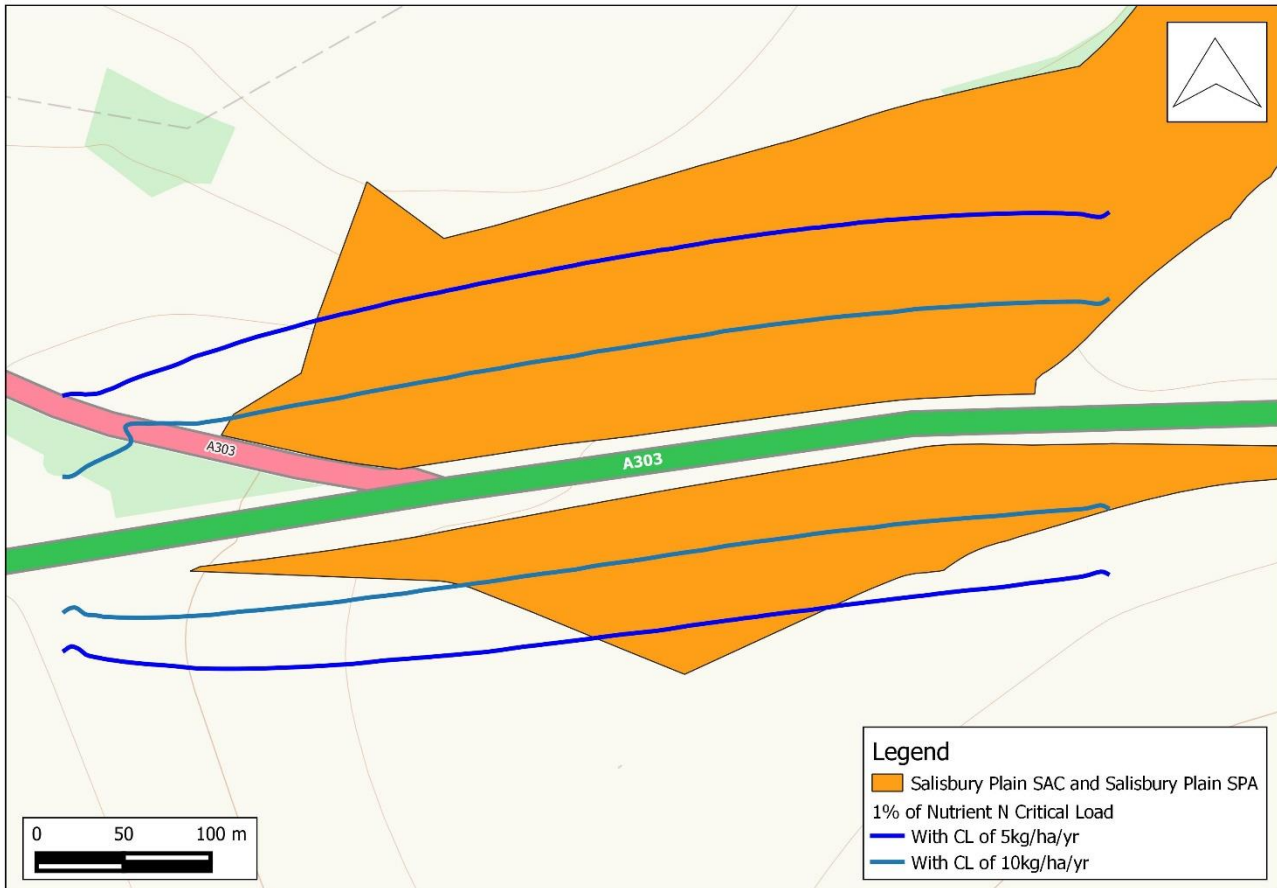 A303
A303
Legend
Salisbury Plain SAC and Salisbury Plain SPA
1% of Nutrient N Critical Load
With CL of 5kg/ha/yr
With CL of 10kg/ha/yr
0 50 100 m